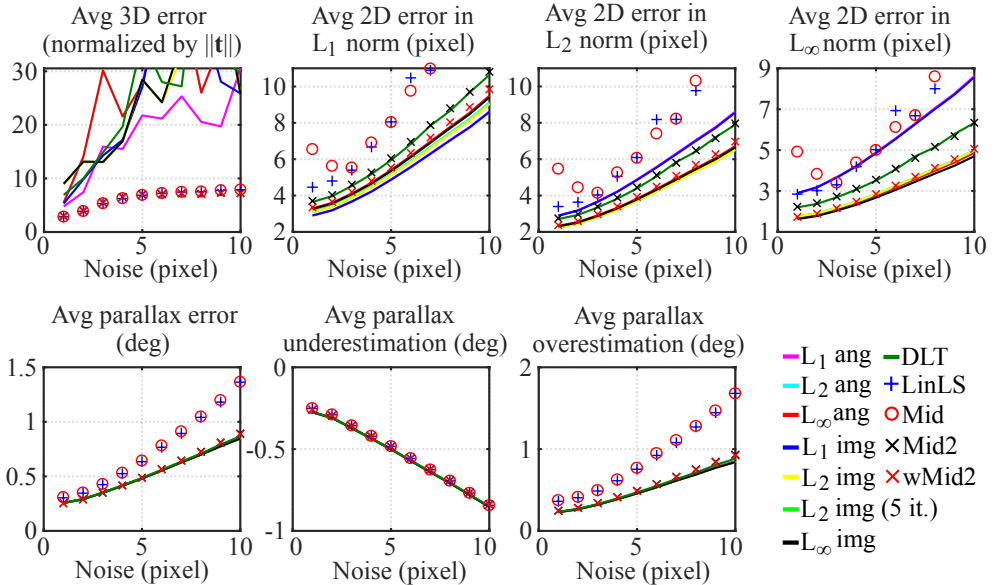 Avg 3D error
(normalized by ||t||)
Avg 2D error in
L1 norm (pixel)
Avg 2D error in
L2 norm (pixel)
Avg 2D error in
L∞ norm (pixel)
30
20
10
0
0
5
10
Noise (pixel)
10
8
6
4
2
0
5
10
Noise (pixel)
10
8
6
4
2
0
5
10
Noise (pixel)
9
7
5
3
1
0
5
10
Noise (pixel)
Avg parallax error
(deg)
Avg parallax
underestimation (deg)
Avg parallax
overestimation (deg)
1.5
1
0.5
0
0
5
10
Noise (pixel)
0
-0.5
-1
0
5
10
Noise (pixel)
2
1
0
0
5
10
Noise (pixel)
L1 ang
L2 ang
L∞ ang
L1 img
L2 img
L2 img (5 it.)
L∞ img
DLT
LinLS
Mid
Mid2
wMid2